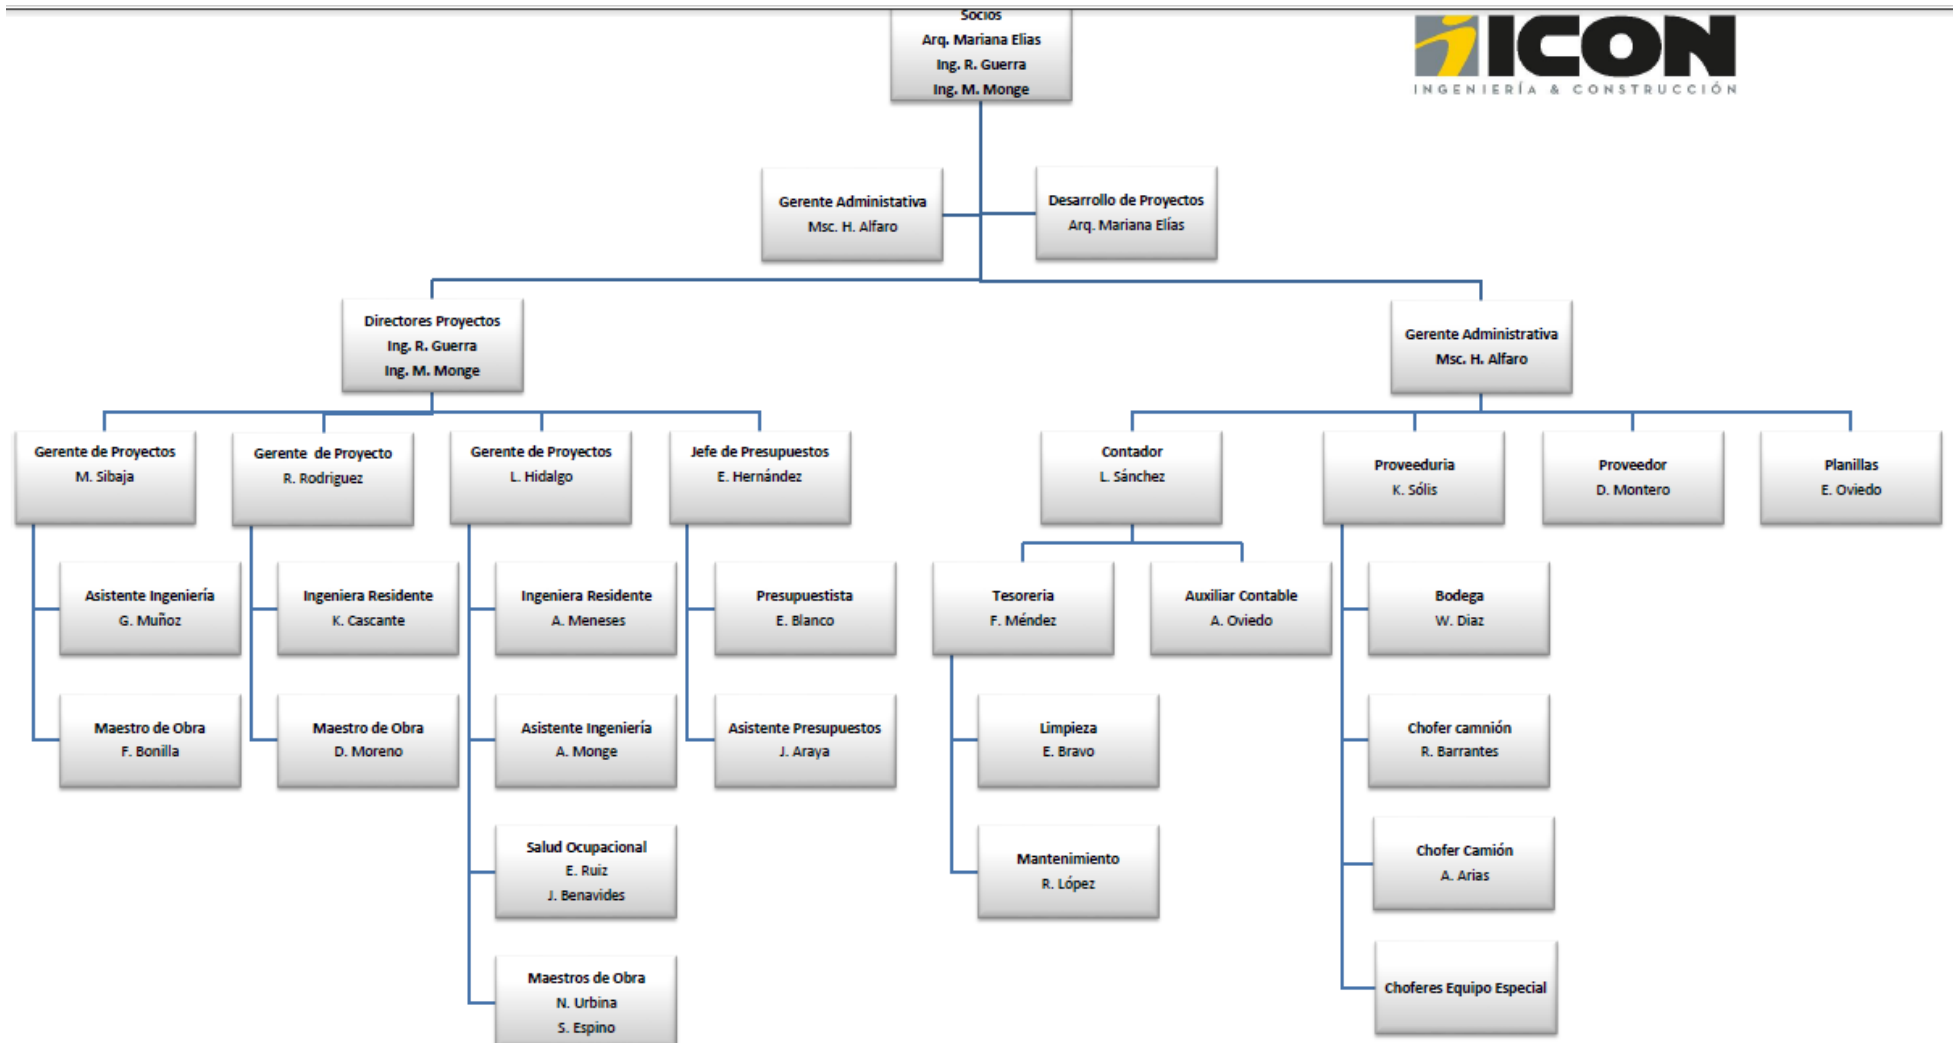 Socios
Arq. Mariana Elias
Ing. R. Guerra
Ing. M. Monge
iICON
INGENIERÍA & CONSTRUCCIÓN
Gerente Administativa
Msc. H. Alfaro
Desarrollo de Proyectos
Arq. Mariana Elías
Directores Proyectos
Ing. R. Guerra
Ing. M. Monge
Gerente Administrativa
Msc. H. Alfaro
Gerente de Proyectos
M. Sibaja
Gerente de Proyecto
R. Rodriguez
Gerente de Proyectos
L. Hidalgo
Jefe de Presupuestos
E. Hernández
Contador
L. Sánchez
Proveeduria
K. Sólis
Proveedor
D. Montero
Planillas
E. Oviedo
Asistente Ingeniería
G. Muñoz
Ingeniera Residente
K. Cascante
Ingeniera Residente
A. Meneses
Presupuestista
E. Blanco
Tesoreria
F. Méndez
Auxiliar Contable
A. Oviedo
Bodega
W. Diaz
Maestro de Obra
F. Bonilla
Maestro de Obra
D. Moreno
Asistente Ingeniería
A. Monge
Asistente Presupuestos
J. Araya
Limpieza
E. Bravo
Chofer camnión
R. Barrantes
Salud Ocupacional
E. Ruiz
J. Benavides
Mantenimiento
R. López
Chofer Camión
A. Arias
Maestros de Obra
N. Urbina
S. Espino
Choferes Equipo Especial